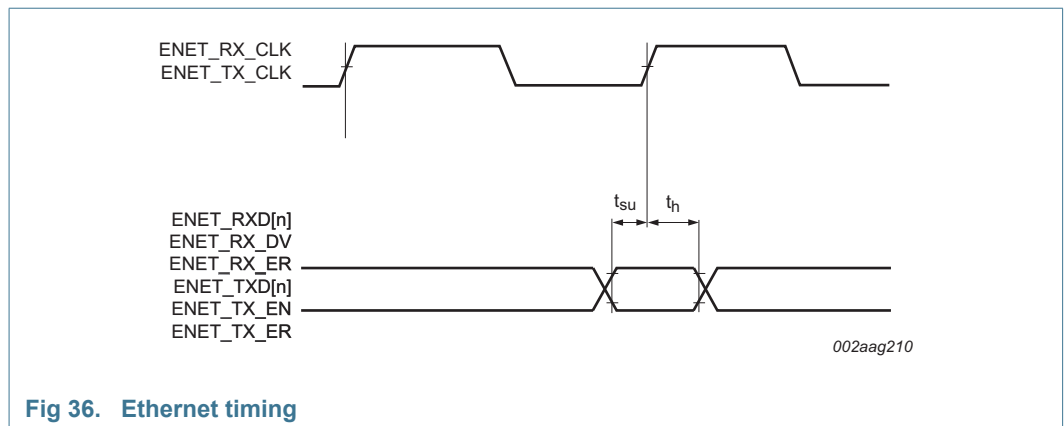 ENET_RX_CLK
ENET_TX_CLK
tsu
th
ENET_RXD[n]
ENET_RX_DV
ENET_RX_ER
ENET_TXD[n]
ENET_TX_EN
ENET_TX_ER
002aag210
Fig 36. Ethernet timing